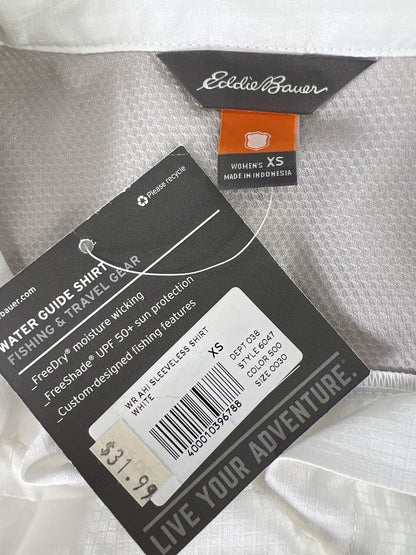 Eddie Bauer
WOMEN'S XS
MADE IN INDONESIA
Please recycle
bauer.com
WATER GUIDE SHIRT
FISHING & TRAVEL GEAR
_FreeDry® moisture wicking
_FreeShade® UPF 50+ sun protection
_Custom-designed fishing features
WR AHI SLEEVELESS SHIRT
WHITE
XS
400010396788
DEPT 038
STYLE 6047
COLOR 500
SIZE 0030
$31.99
LIVE YOUR ADVENTURE.